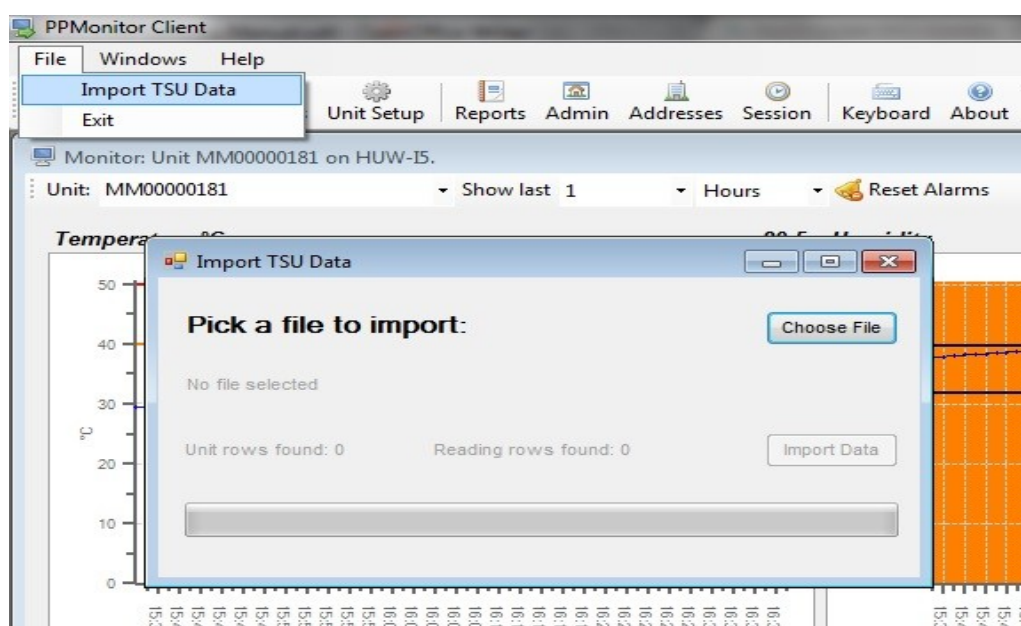 PPMonitor Client
File Windows Help
Import TSU Data
Exit
Unit Setup Reports Admin Addresses Session Keyboard About
Monitor: Unit MM00000181 on HUW-I5.
Unit: MM00000181 Show last 1 Hours Reset Alarms
Import TSU Data
Pick a file to import:
Choose File
No file selected
Unit rows found: 0 Reading rows found: 0 Import Data
50
40
30
°C
20
10
0